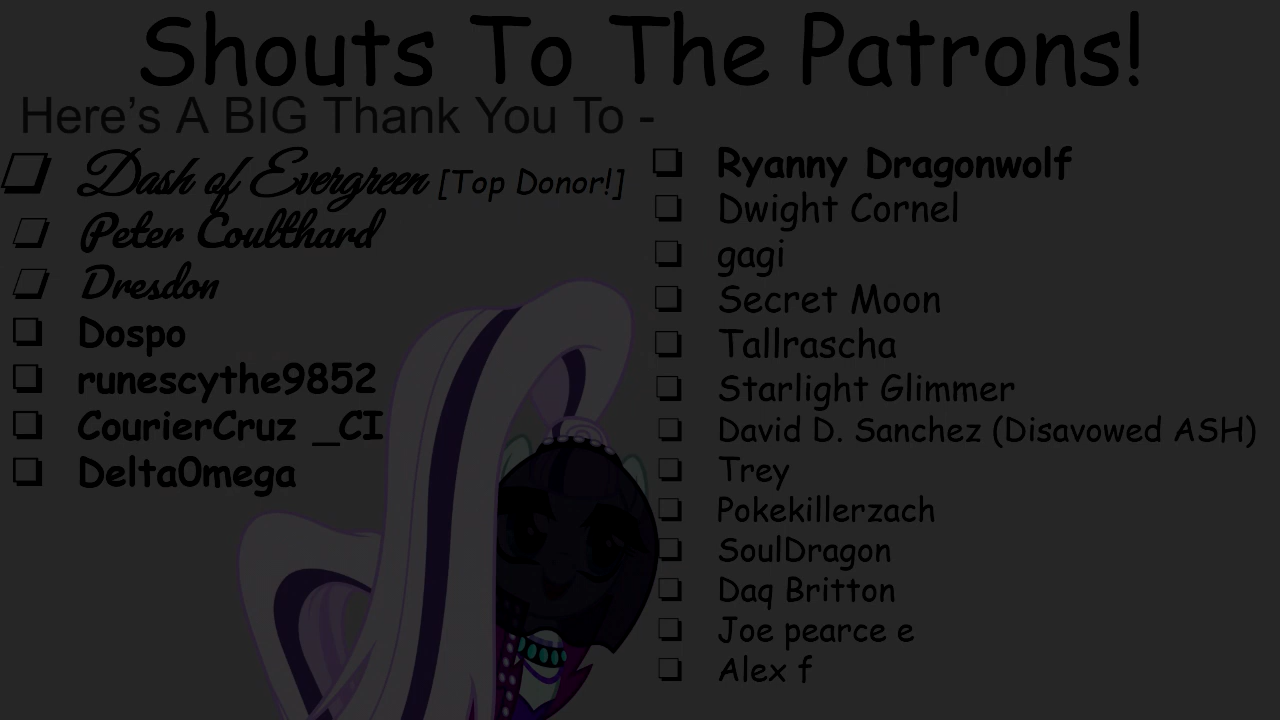 Shouts To The Patrons!
Here's A BIG Thank You To -
❏ Dash of Evergreen [Top Donor!]
❏ Peter Coulthard
❏ Dresdon
❏ Dospo
❏ runescythe9852
❏ CourierCruz _CI
❏ Delta0mega
❏ Ryanny Dragonwolf
❏ Dwight Cornel
❏ gagi
❏ Secret Moon
❏ Tallrascha
❏ Starlight Glimmer
❏ David D. Sanchez (Disavowed ASH)
❏ Trey
❏ Pokekillerzach
❏ SoulDragon
❏ Daq Britton
❏ Joe pearce e
❏ Alex f